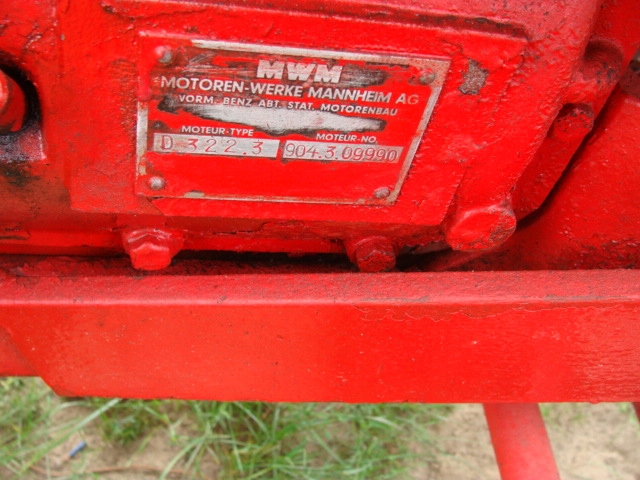 MWM
MOTOREN-WERKE MANNHEIM AG
VORM. BENZ ABT. STAT. MOTORENBAU
MOTEUR-TYPE MOTEUR-NO.
D 322.3 904.3.09990